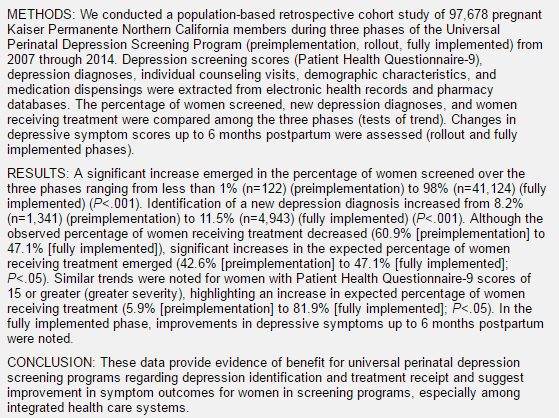 METHODS: We conducted a population-based retrospective cohort study of 97,678 pregnant
Kaiser Permanente Northern California members during three phases of the Universal
Perinatal Depression Screening Program (preimplementation, rollout, fully implemented) from
2007 through 2014. Depression screening scores (Patient Health Questionnaire-9),
depression diagnoses, individual counseling visits, demographic characteristics, and
medication dispensings were extracted from electronic health records and pharmacy
databases. The percentage of women screened, new depression diagnoses, and women
receiving treatment were compared among the three phases (tests of trend). Changes in
depressive symptom scores up to 6 months postpartum were assessed (rollout and fully
implemented phases).
RESULTS: A significant increase emerged in the percentage of women screened over the
three phases ranging from less than 1% (n=122) (preimplementation) to 98% (n=41,124) (fully
implemented) (P<.001). Identification of a new depression diagnosis increased from 8.2%
(n=1,341) (preimplementation) to 11.5% (n=4,943) (fully implemented) (P<.001). Although the
observed percentage of women receiving treatment decreased (60.9% [preimplementation] to
47.1% [fully implemented]), significant increases in the expected percentage of women
receiving treatment emerged (42.6% [preimplementation] to 47.1% [fully implemented];
P<.05). Similar trends were noted for women with Patient Health Questionnaire-9 scores of
15 or greater (greater severity), highlighting an increase in expected percentage of women
receiving treatment (5.9% [preimplementation] to 81.9% [fully implemented]; P<.05). In the
fully implemented phase, improvements in depressive symptoms up to 6 months postpartum
were noted.
CONCLUSION: These data provide evidence of benefit for universal perinatal depression
screening programs regarding depression identification and treatment receipt and suggest
improvement in symptom outcomes for women in screening programs, especially among
integrated health care systems.